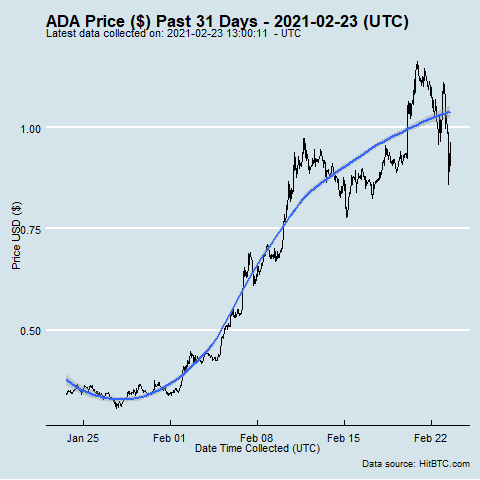 ADA Price ($) Past 31 Days - 2021-02-23 (UTC)
Latest data collected on: 2021-02-23 13:00:11 - UTC
1.00
0.75
0.50
Price USD ($)
Jan 25 Feb 01 Feb 08 Feb 15 Feb 22
Date Time Collected (UTC)
Data source: HitBTC.com